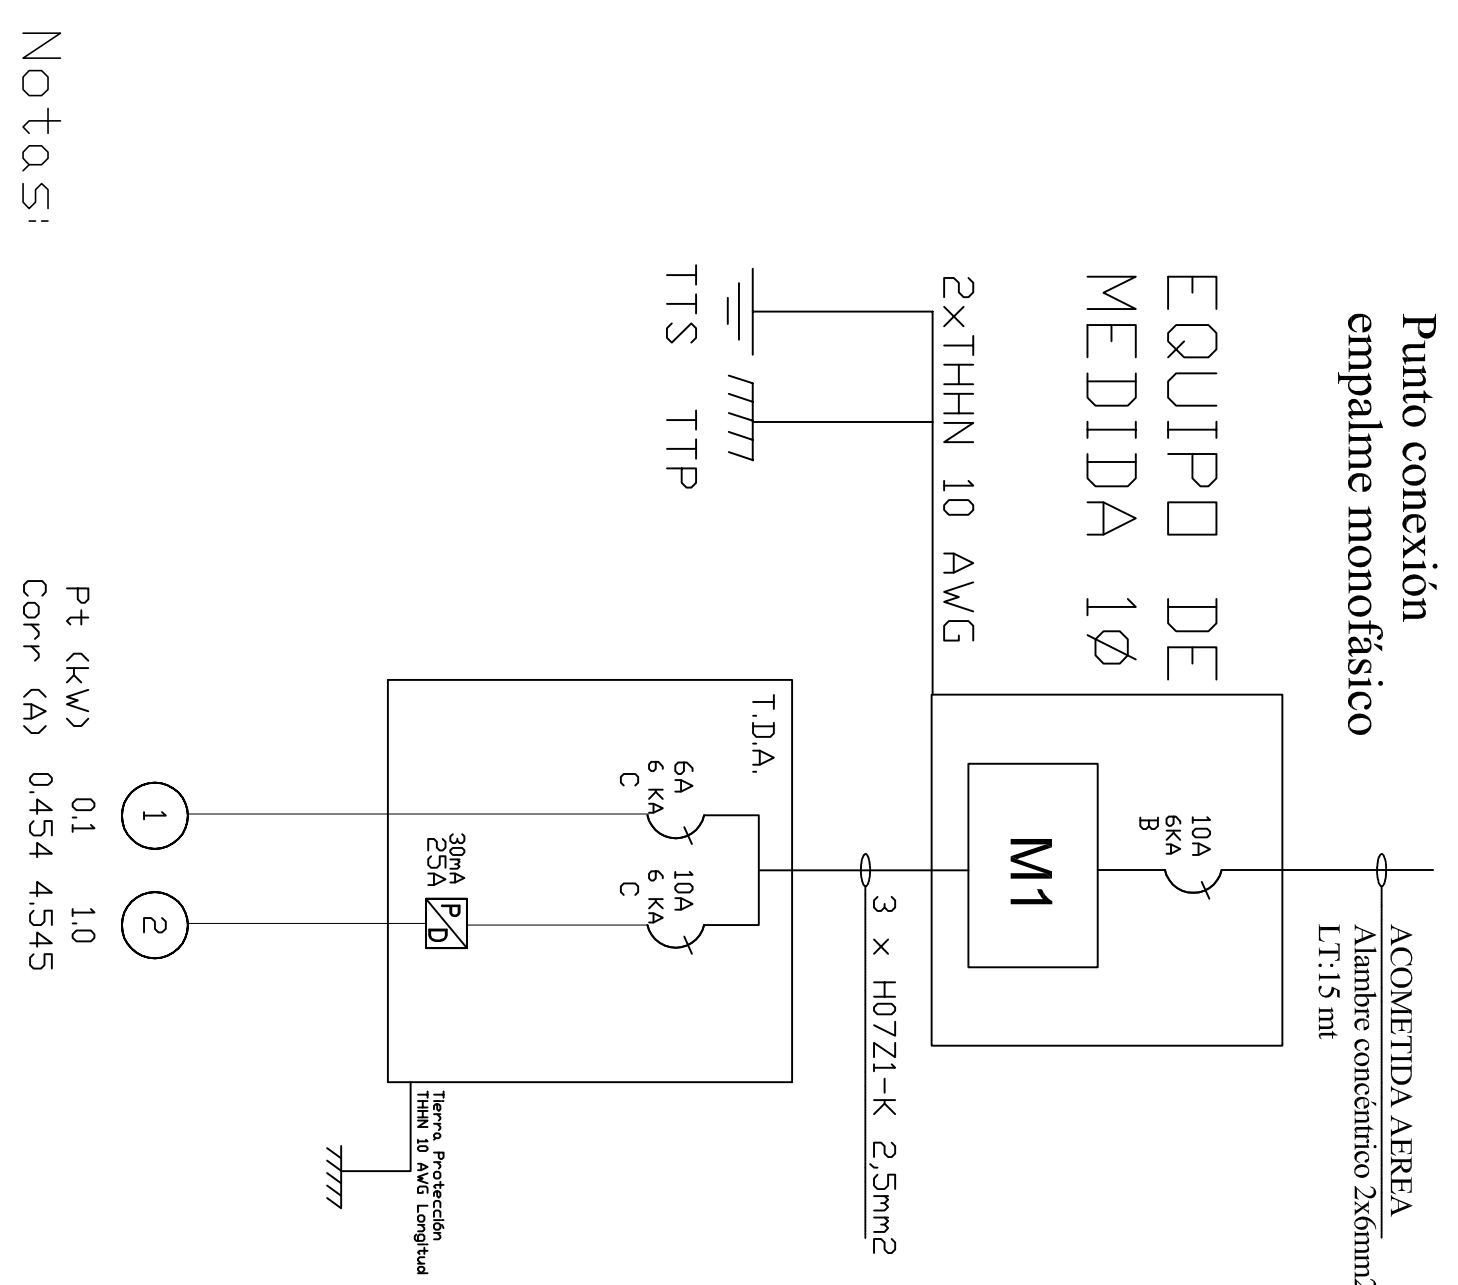 Punto conexión
empalme monofásico
ACOMETIDA AEREA
Alambre concéntrico 2x6mm2
LT:15 mt
EQUIPO DE
MEDIDA 1Ø
10A
6KA
B
M1
2xTHHN 10 AWG
TTS TTP
3 x H07Z1-K 2,5mm2
T.D.A.
6A
6 KA
C
10A
6 KA
C
30mA
25A
P
D
Tierra Protección
THHN 10 AWG Longitud
1
2
Pt (kW) 0.1 1.0
Corr (A) 0.454 4.545
Notas: